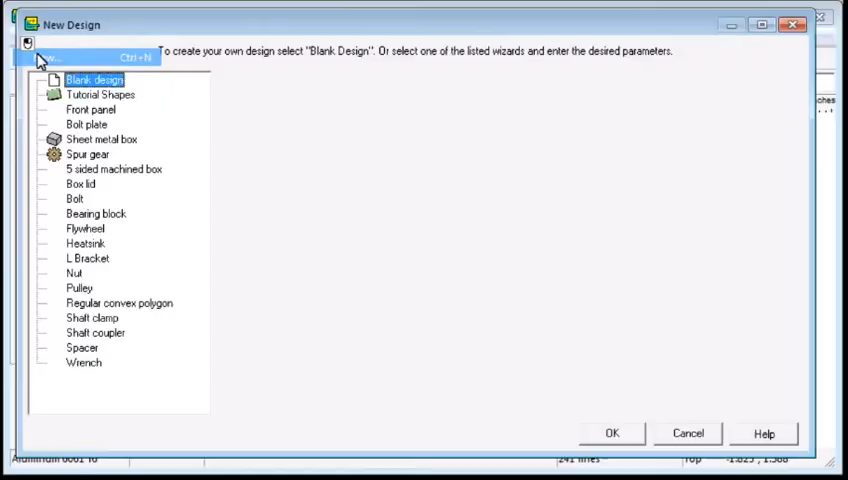 New Design
Ctrl+N
To create your own design select "Blank Design". Or select one of the listed wizards and enter the desired parameters.
Blank design
Tutorial Shapes
Front panel
Bolt plate
Sheet metal box
Spur gear
5 sided machined box
Box lid
Bolt
Bearing block
Flywheel
Heatsink
L Bracket
Nut
Pulley
Regular convex polygon
Shaft clamp
Shaft coupler
Spacer
Wrench
OK Cancel Help